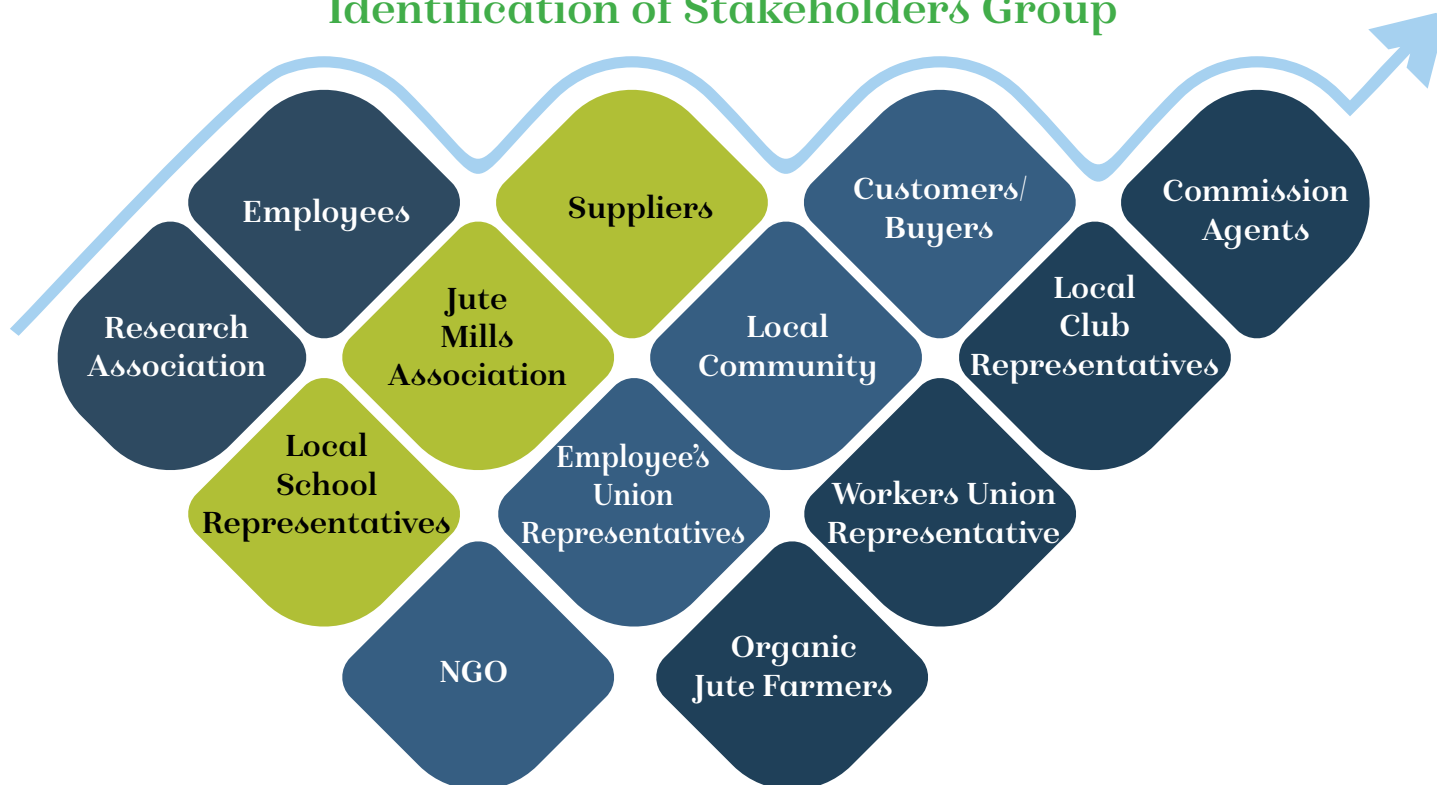 Identification of Stakeholders Group
Employees
Suppliers
Customers/
Buyers
Commission
Agents
Research
Association
Jute
Mills
Association
Local
Community
Local
Club
Representatives
Local
School
Representatives
Employee’s
Union
Representatives
Workers Union
Representative
NGO
Organic
Jute Farmers